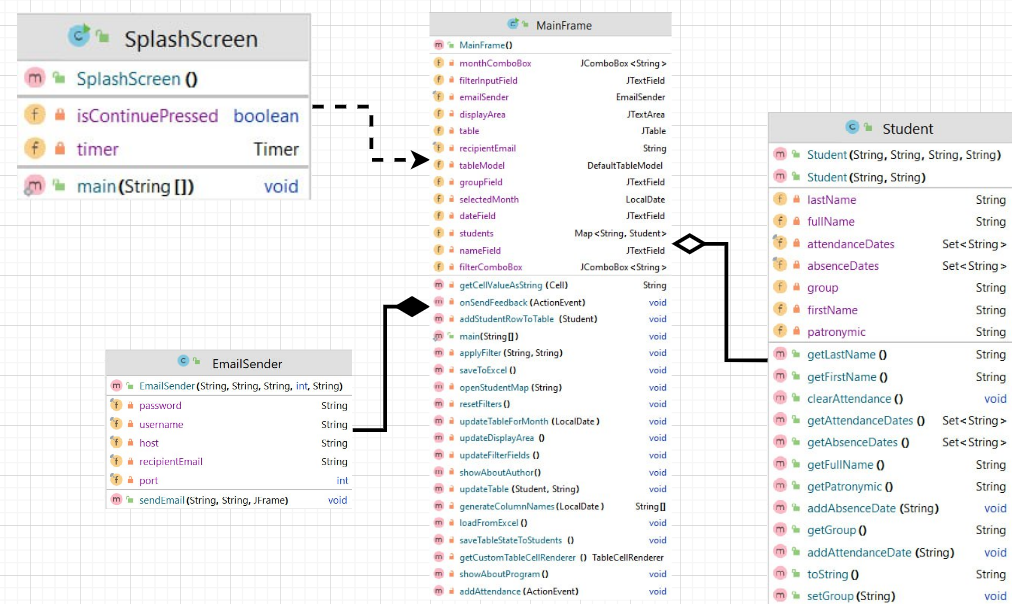 SplashScreen
SplashScreen ()
isContinuePressed boolean
timer Timer
main(String[]) void
MainFrame
MainFrame()
monthComboBox JComboBox<String>
filterInputField JTextField
emailSender EmailSender
displayArea JTextArea
table JTable
recipientEmail String
tableModel DefaultTableModel
groupField JTextField
selectedMonth LocalDate
dateField JTextField
students Map<String, Student>
nameField JTextField
filterComboBox JComboBox<String>
getCellValueAsString (Cell) String
onSendFeedback (ActionEvent) void
addStudentRowToTable (Student) void
main(String[]) void
applyFilter (String, String) void
saveToExcel () void
openStudentMap (String) void
resetFilters() void
updateTableForMonth (LocalDate) void
updateDisplayArea () void
updateFilterFields () void
showAboutAuthor() void
updateTable (Student, String) void
generateColumnNames (LocalDate) String[]
loadFromExcel () void
saveTableStateToStudents () void
getCustomTableCellRenderer () TableCellRenderer
showAboutProgram() void
addAttendance (ActionEvent) void
EmailSender
EmailSender(String, String, String, int, String)
password String
username String
host String
recipientEmail String
port int
sendEmail(String, String, JFrame) void
Student
Student(String, String, String, String)
Student(String, String)
lastName String
fullName String
attendanceDates Set<String>
absenceDates Set<String>
group String
firstName String
patronymic String
getLastName () String
getFirstName () String
clearAttendance () void
getAttendanceDates () Set<String>
getAbsenceDates () Set<String>
getFullName () String
getPatronymic () String
addAbsenceDate (String) void
getGroup() String
addAttendanceDate (String) void
toString() String
setGroup(String) void